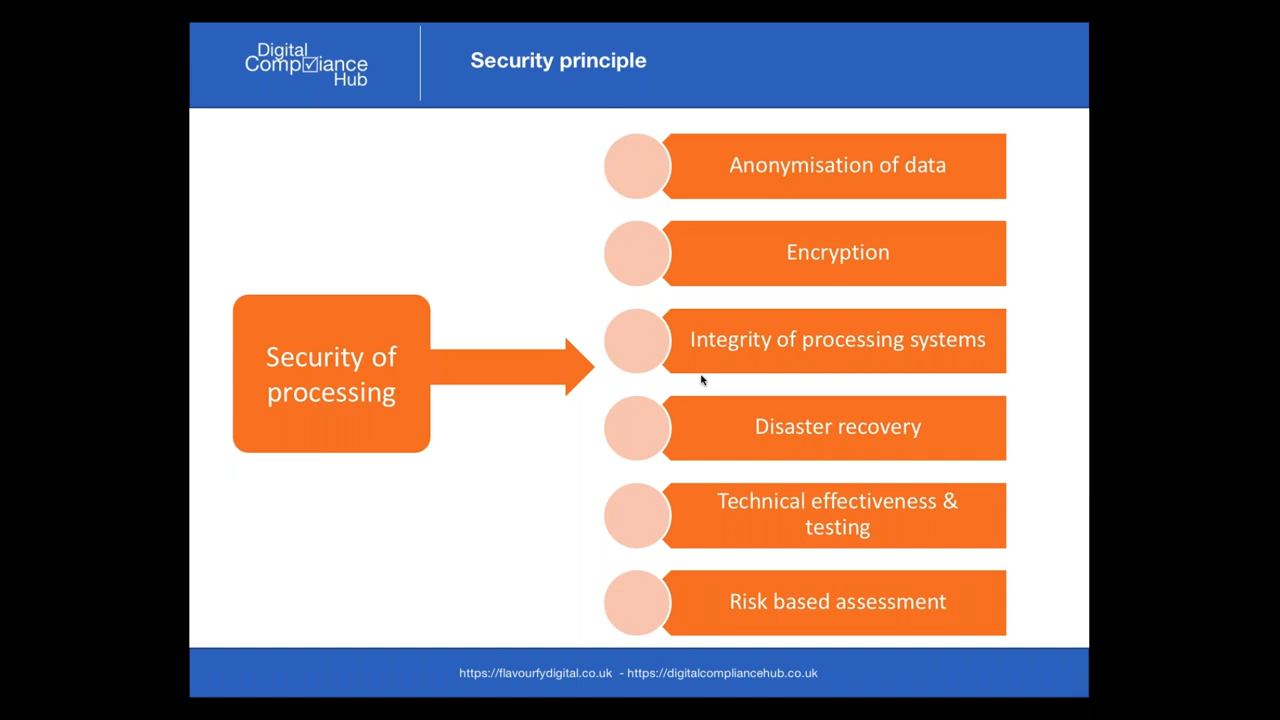 Digital
Compliance
Hub
Security principle
Anonymisation of data
Encryption
Integrity of processing systems
Security of
processing
Disaster recovery
Technical effectiveness &
testing
Risk based assessment
https://flavourfydigital.co.uk - https://digitalcompliancehub.co.uk